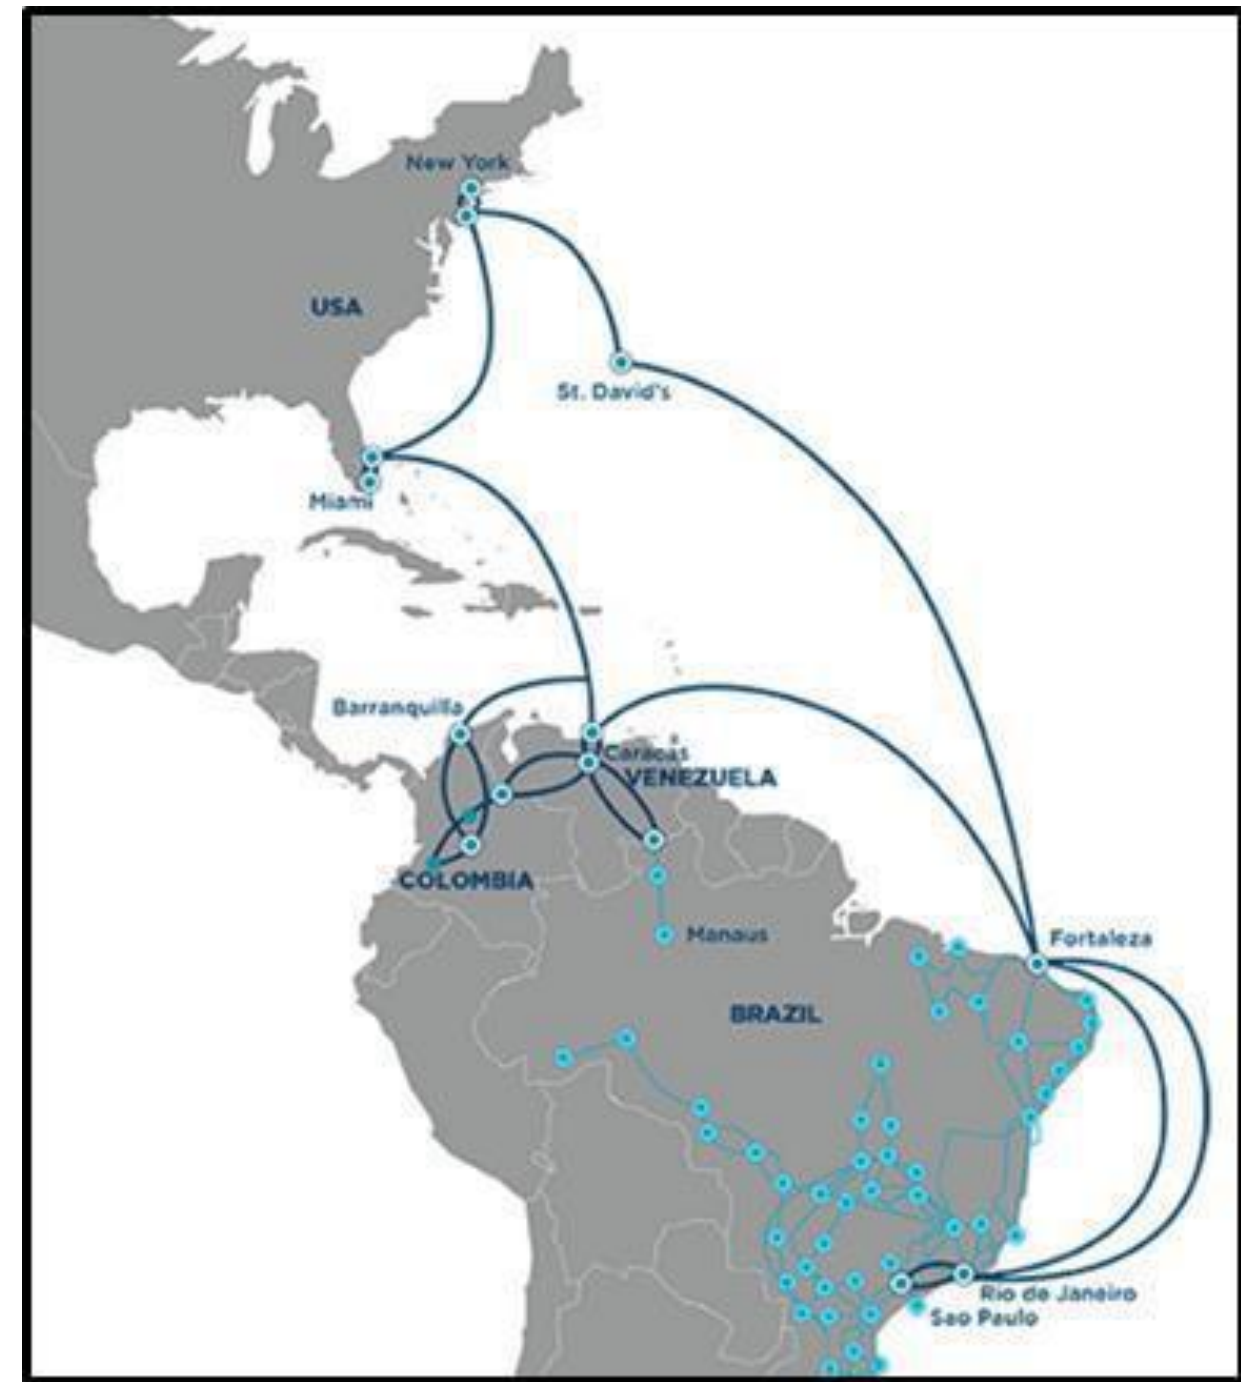 New York
USA
St. David's
Miami
Barranquilla
Caracas
VENEZUELA
COLOMBIA
Manaus
Fortaleza
BRAZIL
Rio de Janeiro
Sao Paulo